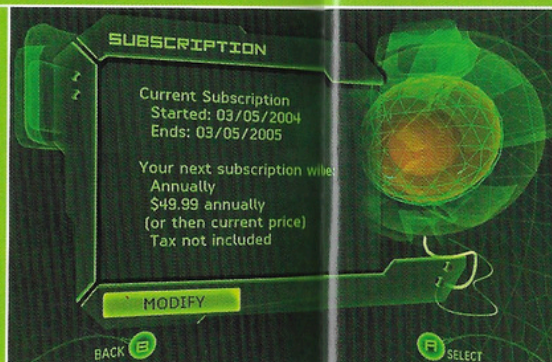 SUBSCRIPTION
Current Subscription
Started: 03/05/2004
Ends: 03/05/2005
Your next subscription
Annually
$49.99 annually
(or then current price)
Tax not included
MODIFY
BACK B
A SELECT